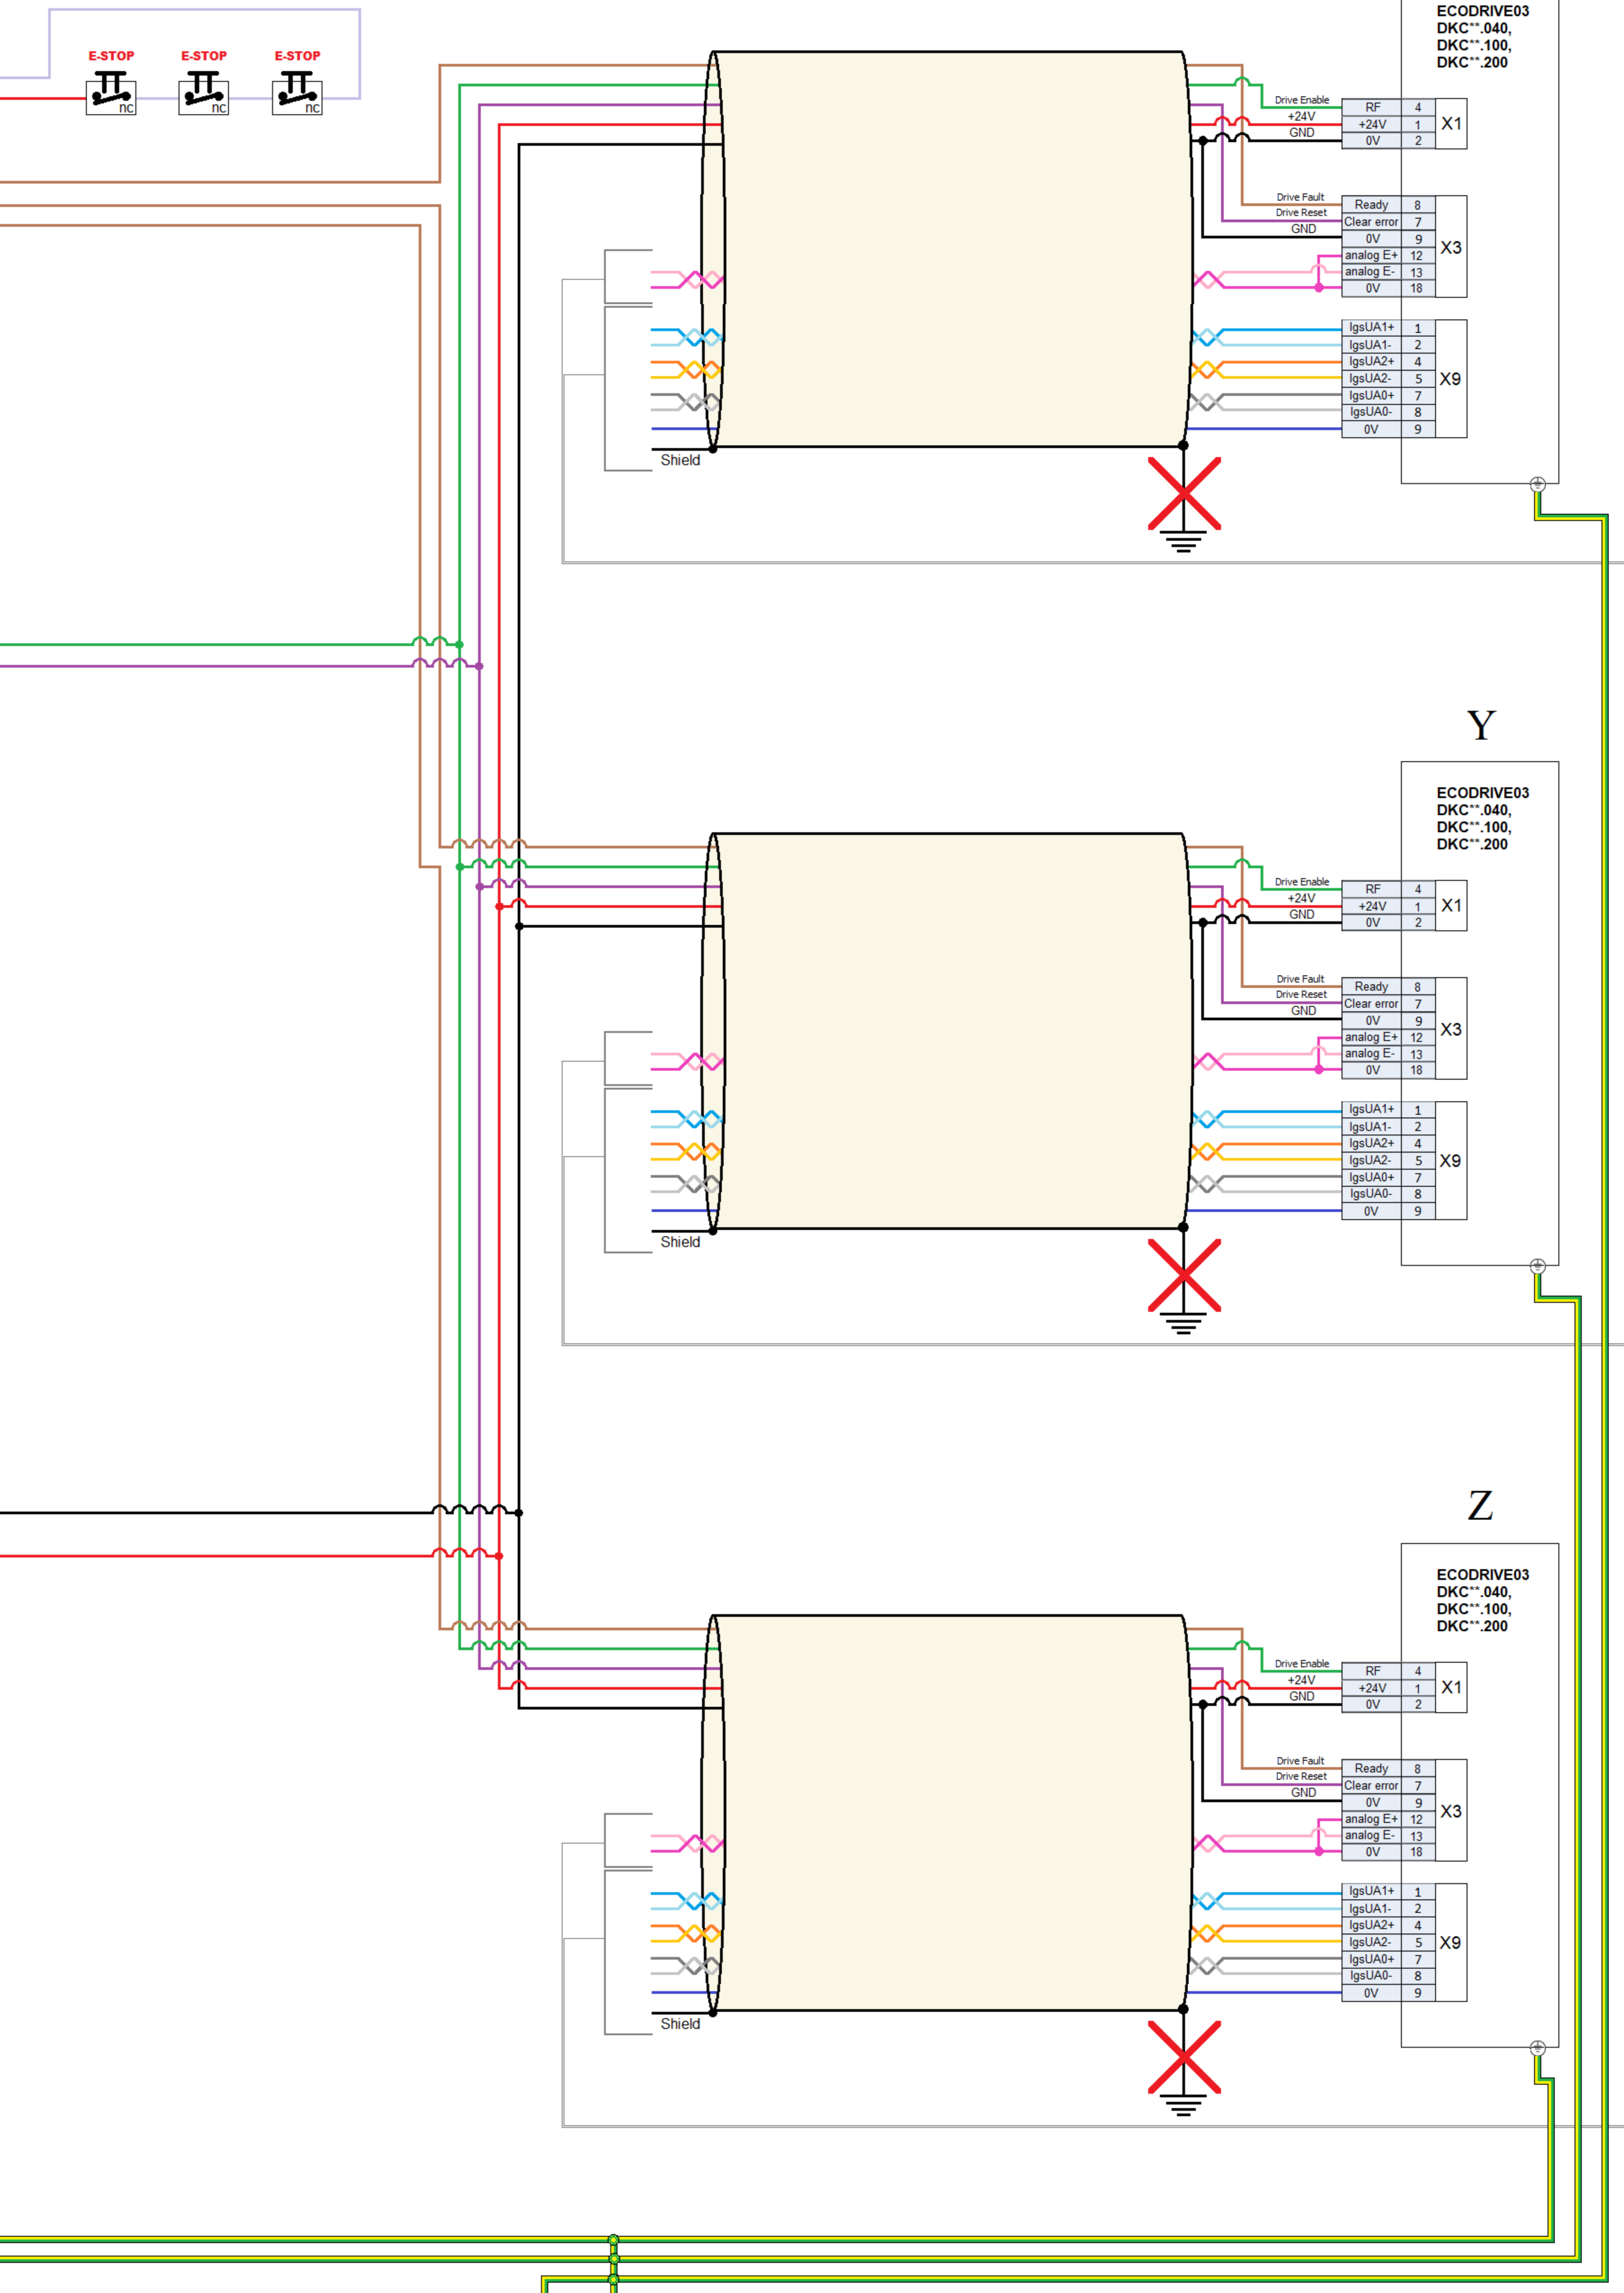 E-STOP E-STOP E-STOP
nc nc nc
ECODRIVE03
DKC**.040,
DKC**.100,
DKC**.200
Drive Enable RF 4
+24V +24V 1 X1
GND 0V 2
Drive Fault Ready 8
Drive Reset Clear error 7
GND 0V 9 X3
analog E+ 12
analog E- 13
0V 18
IgsUA1+ 1
IgsUA1- 2
IgsUA2+ 4
IgsUA2- 5 X9
IgsUA0+ 7
IgsUA0- 8
0V 9
Shield
Y
ECODRIVE03
DKC**.040,
DKC**.100,
DKC**.200
Drive Enable RF 4
+24V +24V 1 X1
GND 0V 2
Drive Fault Ready 8
Drive Reset Clear error 7
GND 0V 9 X3
analog E+ 12
analog E- 13
0V 18
IgsUA1+ 1
IgsUA1- 2
IgsUA2+ 4
IgsUA2- 5 X9
IgsUA0+ 7
IgsUA0- 8
0V 9
Shield
Z
ECODRIVE03
DKC**.040,
DKC**.100,
DKC**.200
Drive Enable RF 4
+24V +24V 1 X1
GND 0V 2
Drive Fault Ready 8
Drive Reset Clear error 7
GND 0V 9 X3
analog E+ 12
analog E- 13
0V 18
IgsUA1+ 1
IgsUA1- 2
IgsUA2+ 4
IgsUA2- 5 X9
IgsUA0+ 7
IgsUA0- 8
0V 9
Shield